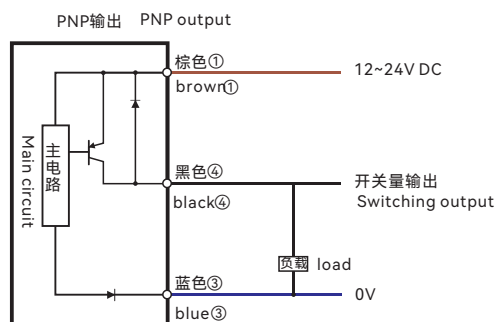 PNP输出 PNP output
棕色①
brown①
12~24V DC
主电路
Main circuit
黑色④
black④
开关量输出
Switching output
负载 load
蓝色③
blue③
0V